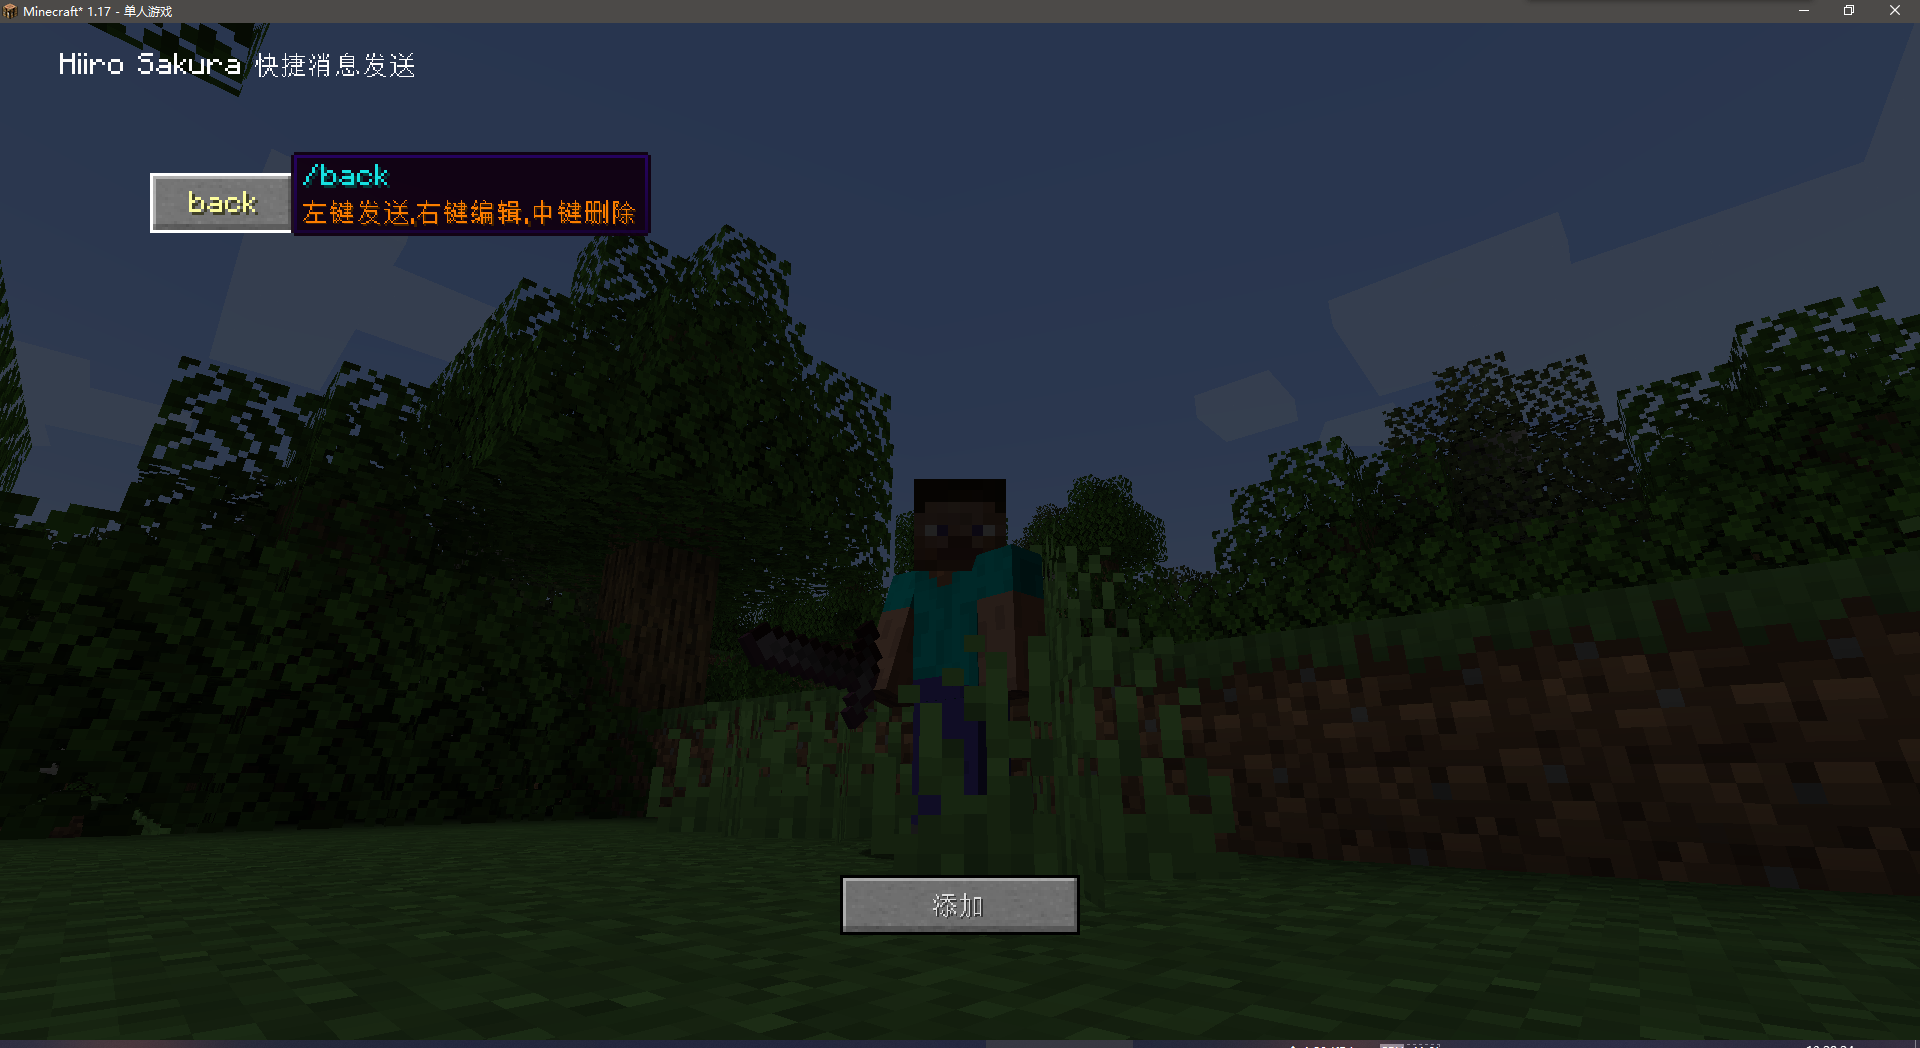 Minecraft* 1.17 - 单人游戏
Hiiro Sakura 快捷消息发送
/back
back
左键发送,右键编辑,中键删除
添加